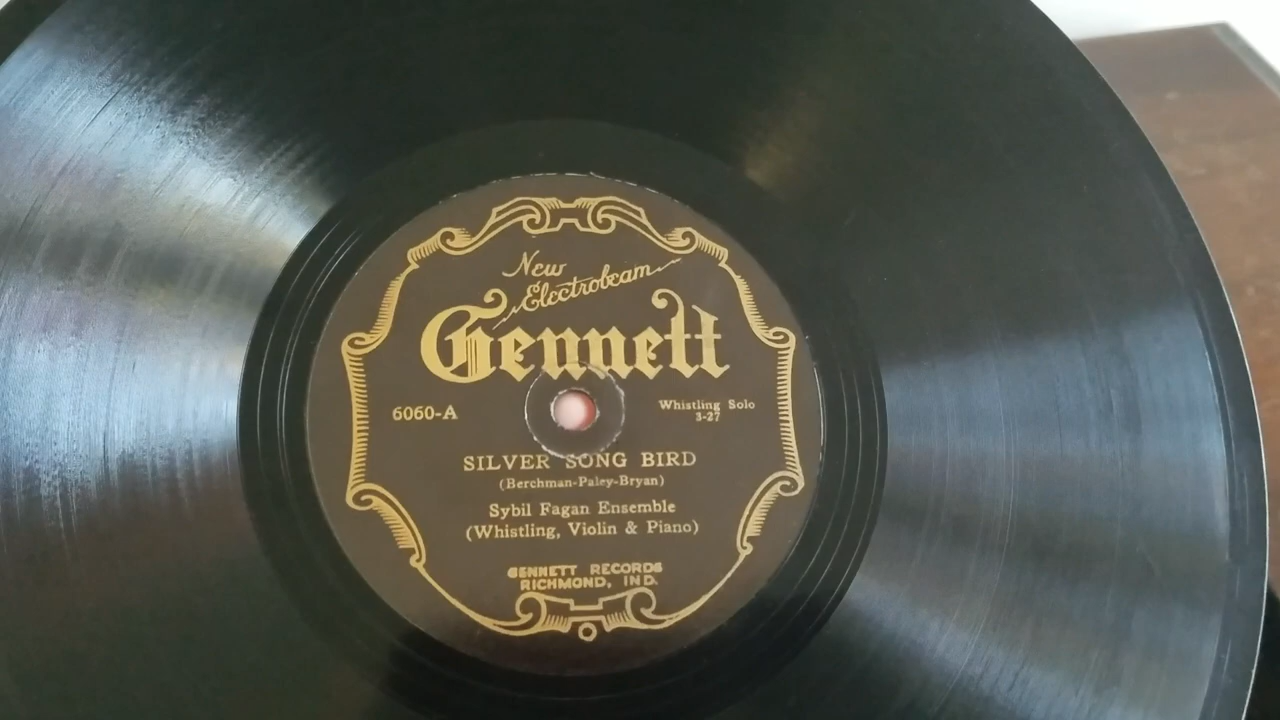 New
Electrobeam
Gennett
6060-A
Whistling Solo
3-27
SILVER SONG BIRD
(Berchman-Paley-Bryan)
Sybil Fagan Ensemble
(Whistling, Violin & Piano)
GENNETT RECORDS
RICHMOND, IND.